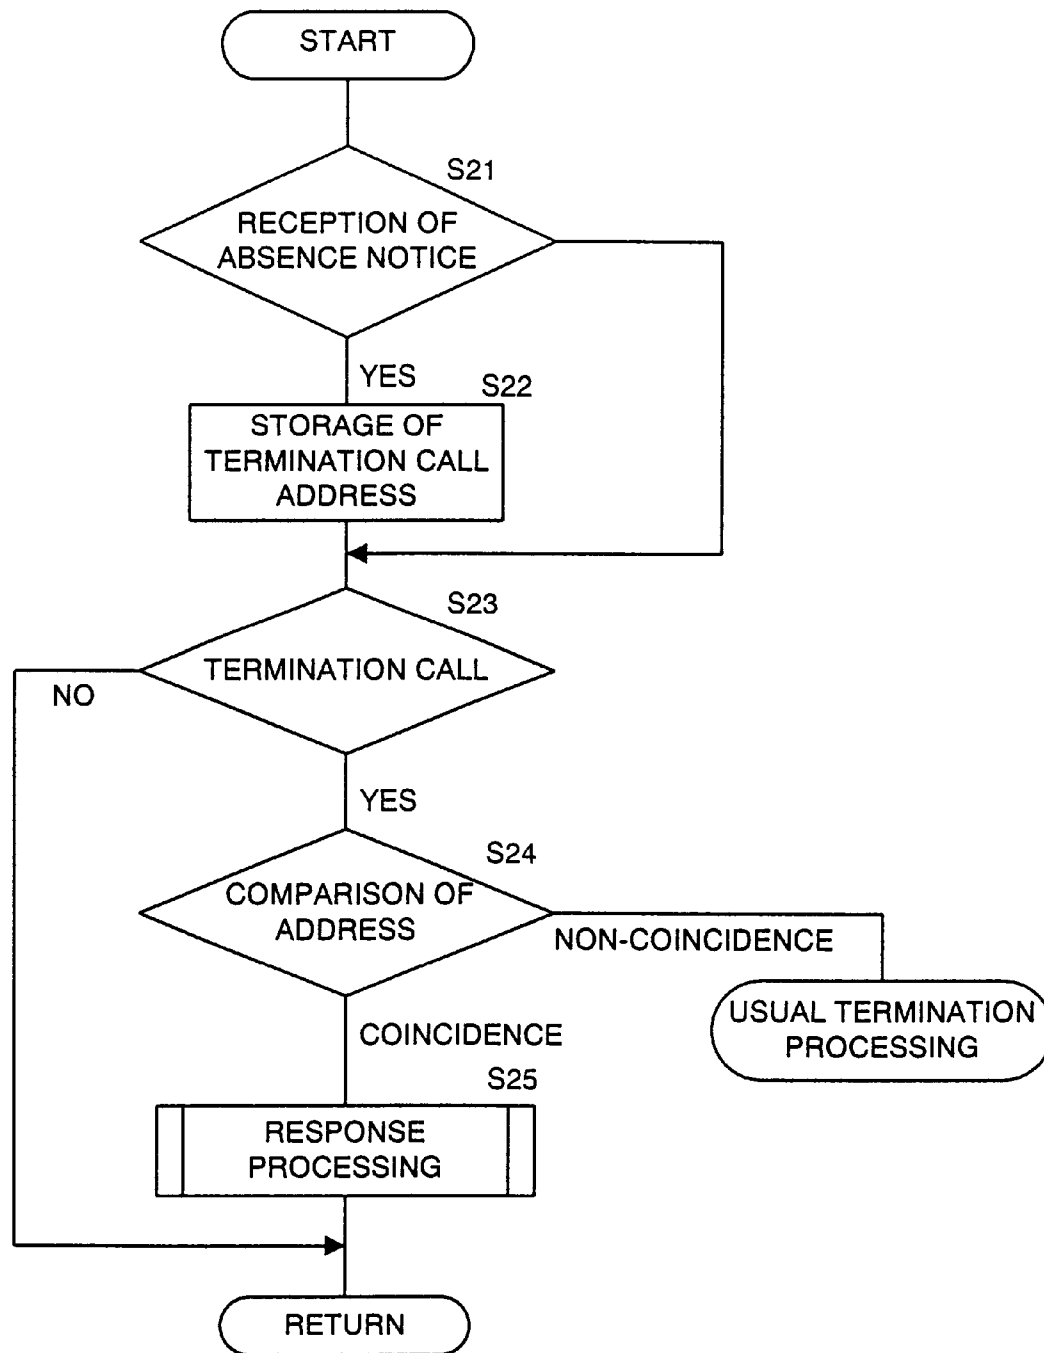 START
S21
RECEPTION OF
ABSENCE NOTICE
YES
S22
STORAGE OF
TERMINATION CALL
ADDRESS
S23
TERMINATION CALL
NO
YES
S24
COMPARISON OF
ADDRESS
NON-COINCIDENCE
USUAL TERMINATION
PROCESSING
COINCIDENCE
S25
RESPONSE
PROCESSING
RETURN